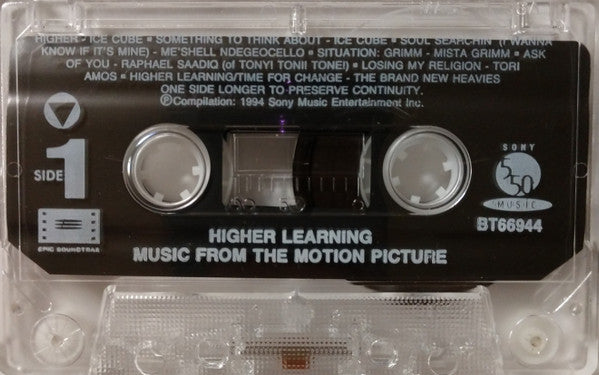 HIGHER - ICE CUBE • SOMETHING TO THINK ABOUT - ICE CUBE • SOUL SEARCHIN' (I WANNA
KNOW IF IT'S MINE) - ME'SHELL NDEGEOCELLO • SITUATION: GRIMM - MISTA GRIMM • ASK
OF YOU - RAPHAEL SAADIQ (of TONY! TONI! TONE!) • LOSING MY RELIGION - TORI
AMOS • HIGHER LEARNING/TIME FOR CHANGE - THE BRAND NEW HEAVIES
ONE SIDE LONGER TO PRESERVE CONTINUITY.
℗Compilation: 1994 Sony Music Entertainment Inc.
SIDE 1
SONY
550
MUSIC
50
BT66944
EPIC SOUNDTRAX
HIGHER LEARNING
MUSIC FROM THE MOTION PICTURE